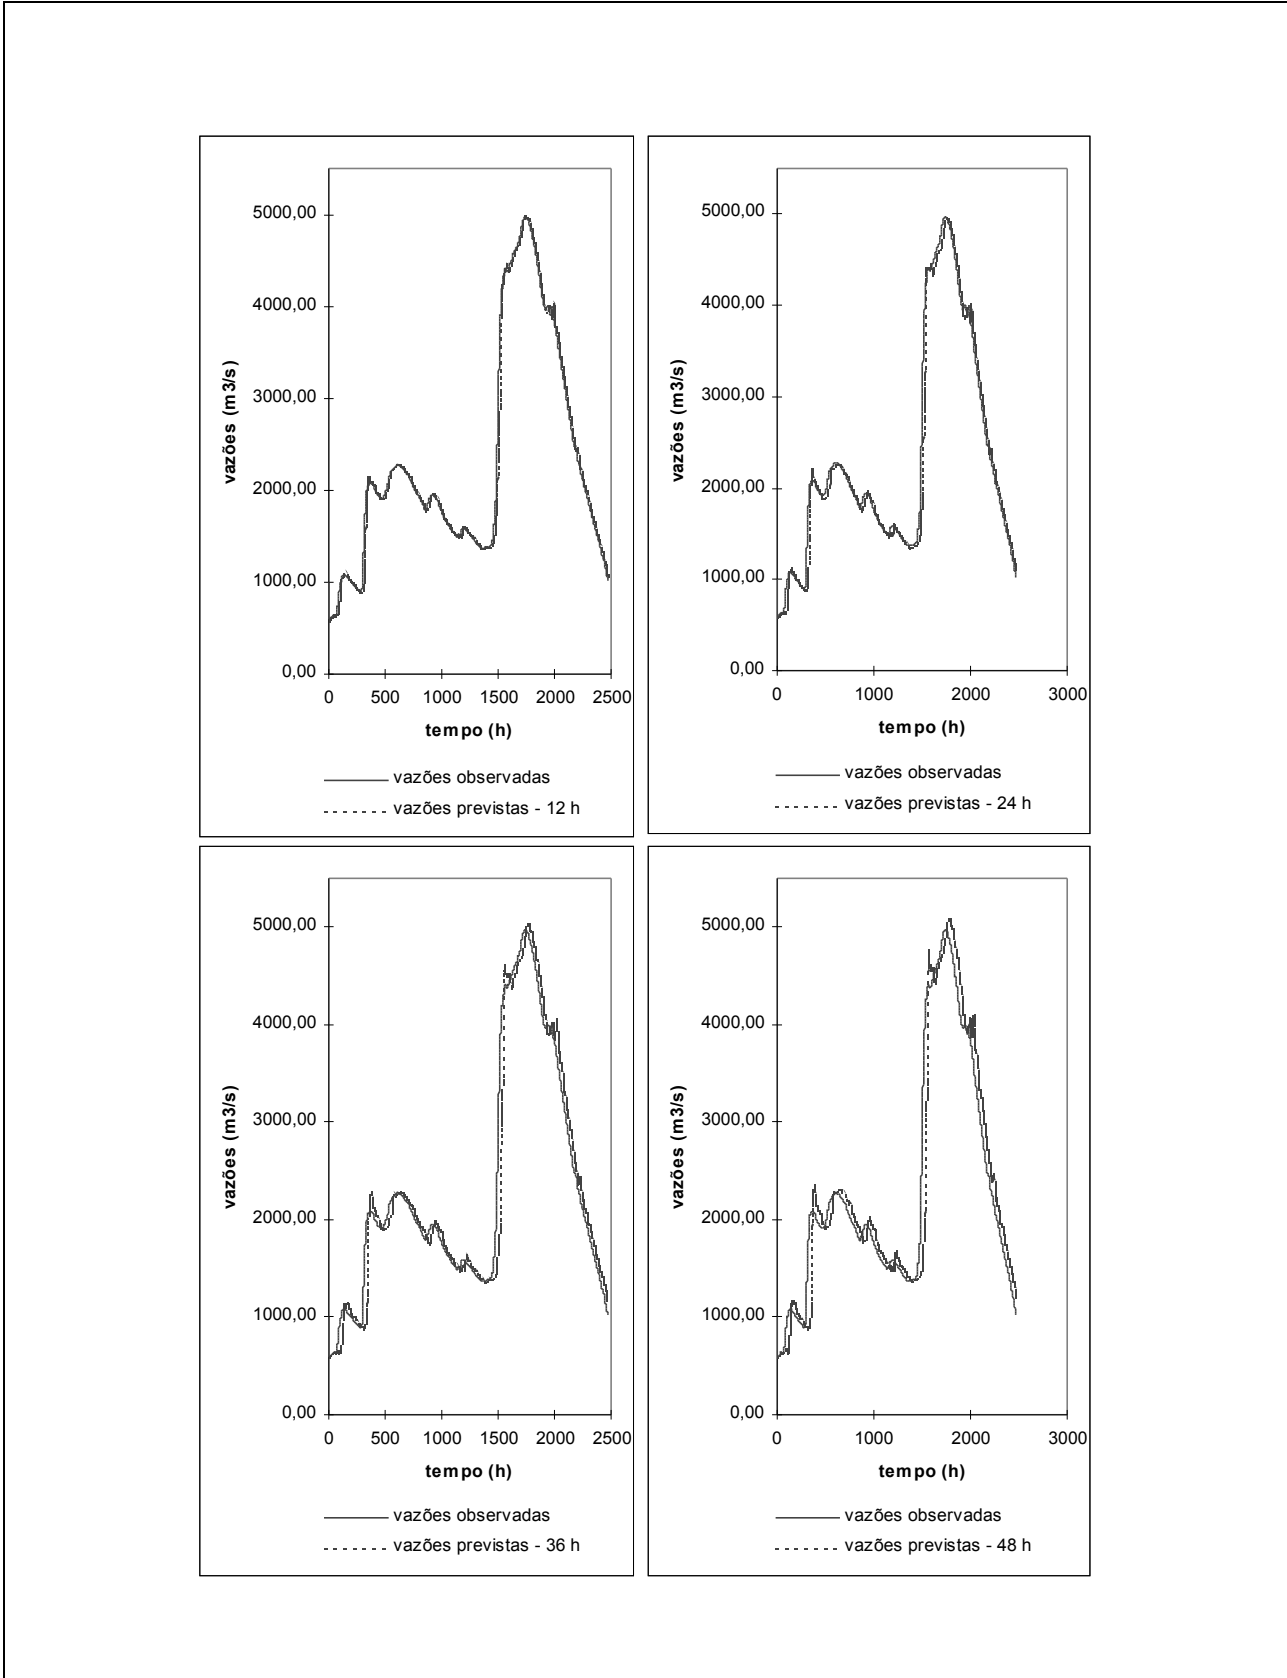 5000,00
4000,00
3000,00
2000,00
1000,00
0,00
vazões (m3/s)
0 500 1000 1500 2000 2500
tempo (h)
vazões observadas
vazões previstas - 12 h
5000,00
4000,00
3000,00
2000,00
1000,00
0,00
vazões (m3/s)
0 1000 2000 3000
tempo (h)
vazões observadas
vazões previstas - 24 h
5000,00
4000,00
3000,00
2000,00
1000,00
0,00
vazões (m3/s)
0 500 1000 1500 2000 2500
tempo (h)
vazões observadas
vazões previstas - 36 h
5000,00
4000,00
3000,00
2000,00
1000,00
0,00
vazões (m3/s)
0 1000 2000 3000
tempo (h)
vazões observadas
vazões previstas - 48 h